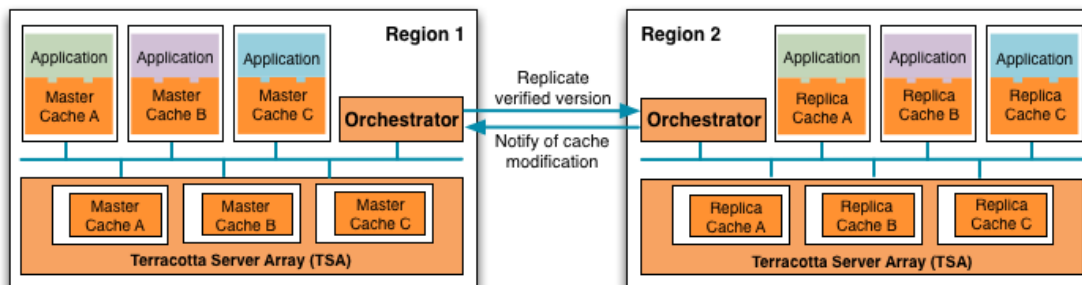 Region 1
Application
Master
Cache A
Application
Master
Cache B
Application
Master
Cache C
Orchestrator
Master
Cache A
Master
Cache B
Master
Cache C
Terracotta Server Array (TSA)
Replicate
verified version
Notify of cache
modification
Region 2
Orchestrator
Application
Replica
Cache A
Application
Replica
Cache B
Application
Replica
Cache C
Replica
Cache A
Replica
Cache B
Replica
Cache C
Terracotta Server Array (TSA)